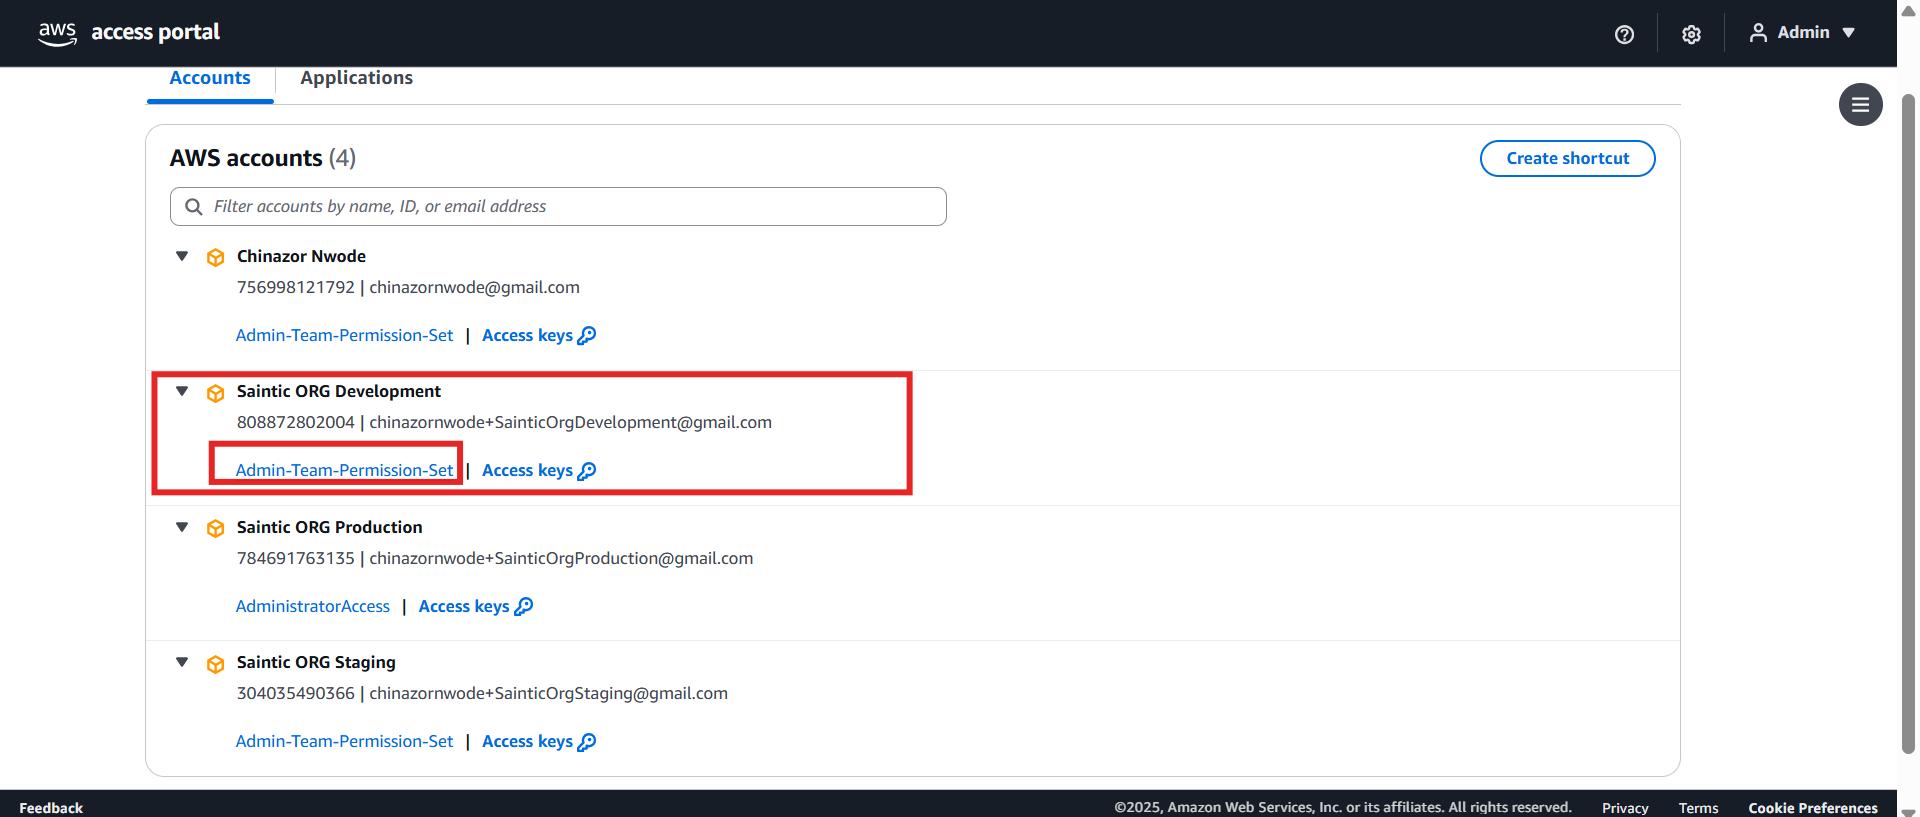 aws access portal
Admin
Accounts
Applications
AWS accounts (4)
Create shortcut
Filter accounts by name, ID, or email address
Chinazor Nwode
756998121792 | chinazornwode@gmail.com
Admin-Team-Permission-Set | Access keys
Saintic ORG Development
808872802004 | chinazornwode+SainticOrgDevelopment@gmail.com
Admin-Team-Permission-Set | Access keys
Saintic ORG Production
784691763135 | chinazornwode+SainticOrgProduction@gmail.com
AdministratorAccess | Access keys
Saintic ORG Staging
304035490366 | chinazornwode+SainticOrgStaging@gmail.com
Admin-Team-Permission-Set | Access keys
Feedback
©2025, Amazon Web Services, Inc. or its affiliates. All rights reserved.
Privacy
Terms
Cookie Preferences